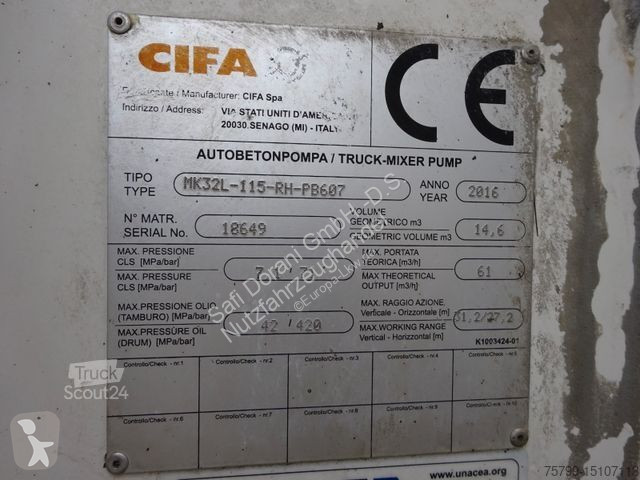 CIFA
CE
Fabbricante / Manufacturer: CIFA Spa
Indirizzo / Address: VIA STATI UNITI D'AMERICA
20030.SENAGO (MI) - ITALY
AUTOBETONPOMPA / TRUCK-MIXER PUMP
TIPO
TYPE
MK32L-115-RH-PB607
ANNO
YEAR
2016
N° MATR.
SERIAL No.
18649
VOLUME
GEOMETRICO m3
GEOMETRIC VOLUME m3
14,6
MAX. PRESSIONE
CLS [MPa/bar]
MAX. PRESSURE
CLS [MPa/bar]
MAX. PORTATA
TEORICA [m3/h]
MAX THEORETICAL
OUTPUT [m3/h]
61
MAX.PRESSIONE OLIO
(TAMBURO) [MPa/bar]
MAX.PRESSURE OIL
(DRUM) [MPa/bar]
42 / 420
MAX. RAGGIO AZIONE,
Verticale - Orizzontale [m]
MAX.WORKING RANGE
Vertical - Horizzontal [m]
31,2/27,2
K1003424-01
Controllo/Check - nr.1
Controllo/Check - nr.2
Controllo/Check - nr.3
Controllo/Check - nr.4
Controllo/Check - nr.5
Controllo/Check - nr.6
Controllo/Check - nr.7
Controllo/Check - nr.8
Controllo/Check - nr.9
Controllo/Check - nr.10
www.unacea.org
Safi Dorani GmbH - D.S.
Nutzfahrzeughandel
Truck
Scout24
75799-15107118